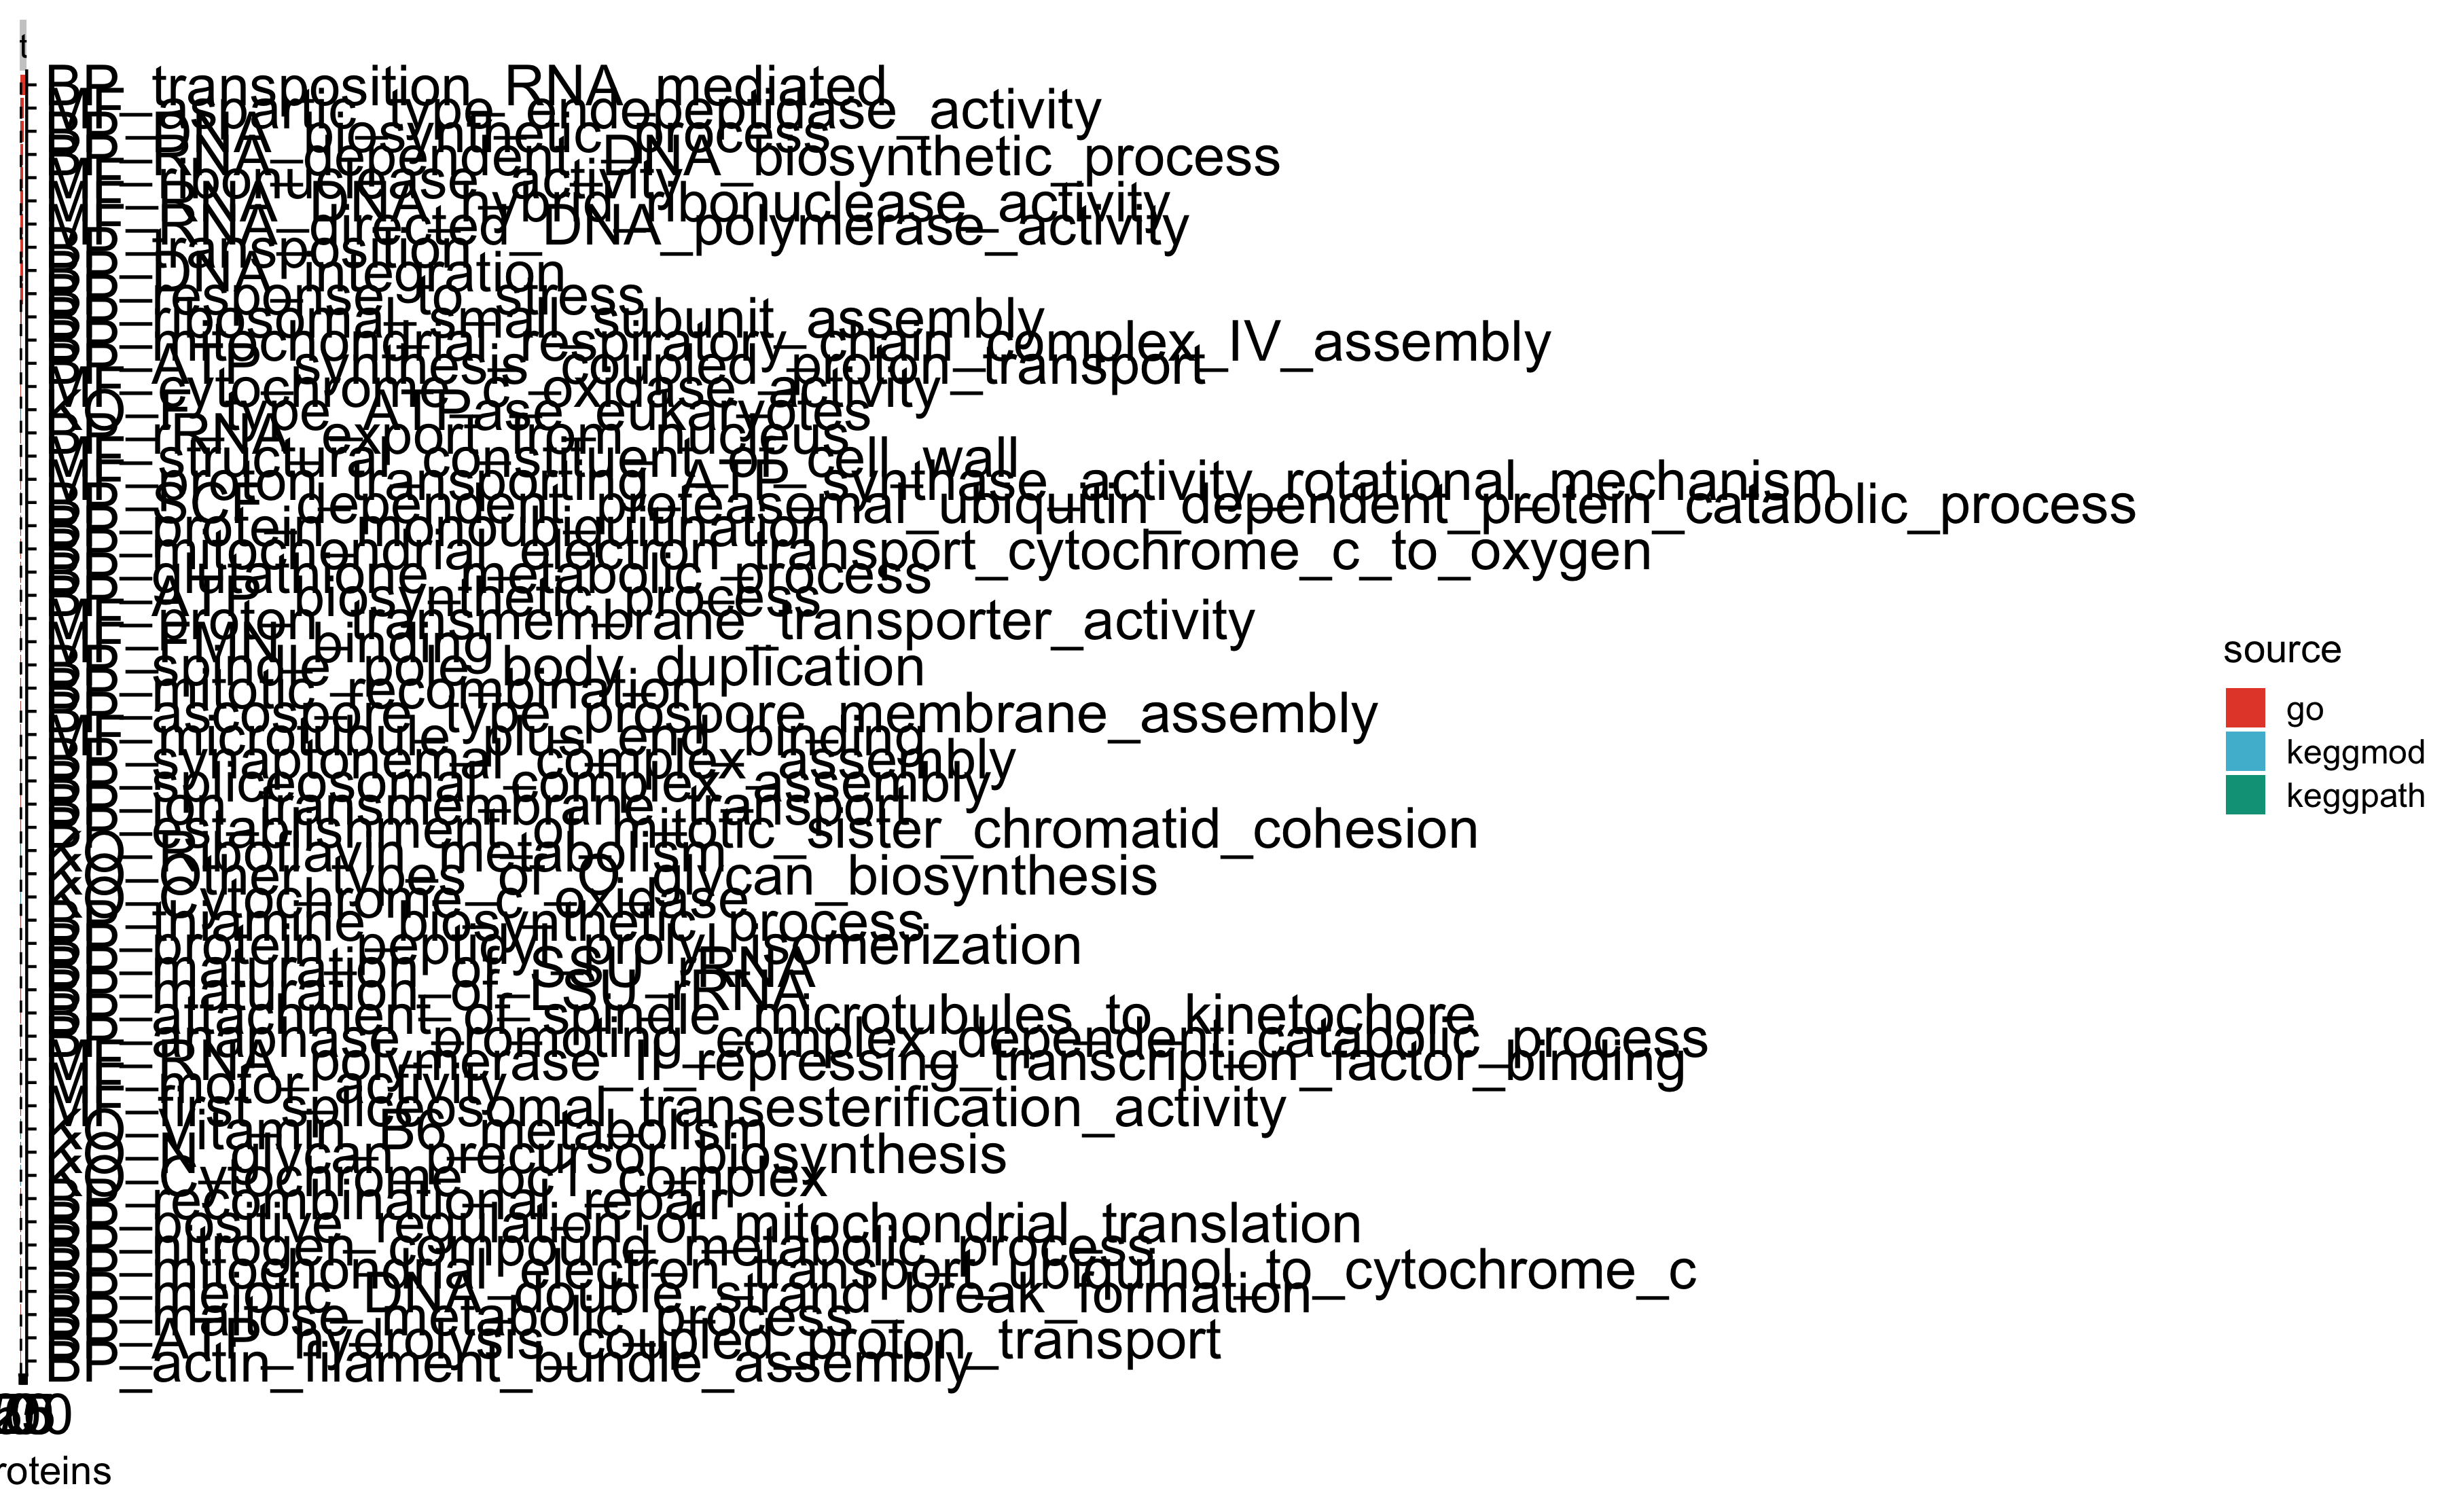 t
BP_transposition_RNA_mediated
MF_aspartic_type_endopeptidase_activity
BP_DNA_biosynthetic_process
BP_RNA_dependent_DNA_biosynthetic_process
MF_ribonuclease_activity
MF_RNA_DNA_hybrid_ribonuclease_activity
MF_RNA_directed_DNA_polymerase_activity
BP_transposition
BP_DNA_integration
BP_response_to_stress
BP_ribosomal_small_subunit_assembly
BP_mitochondrial_respiratory_chain_complex_IV_assembly
BP_ATP_synthesis_coupled_proton_transport
MF_cytochrome_c_oxidase_activity
KO_F_type_ATPase_eukaryotes
BP_rRNA_export_from_nucleus
MF_structural_constituent_of_cell_wall
MF_proton_transporting_ATP_synthase_activity_rotational_mechanism
BP_SCF_dependent_proteasomal_ubiquitin_dependent_protein_catabolic_process
BP_protein_monoubiquitination
BP_mitochondrial_electron_transport_cytochrome_c_to_oxygen
BP_glutathione_metabolic_process
BP_ATP_biosynthetic_process
MF_proton_transmembrane_transporter_activity
MF_FMN_binding
BP_spindle_pole_body_duplication
BP_mitotic_recombination
BP_ascospore_type_prospore_membrane_assembly
MF_microtubule_plus_end_binding
BP_synaptonemal_complex_assembly
BP_spliceosomal_complex_assembly
BP_ion_transmembrane_transport
BP_establishment_of_mitotic_sister_chromatid_cohesion
KO_Riboflavin_metabolism
KO_Other_types_of_O_glycan_biosynthesis
KO_Cytochrome_c_oxidase
BP_thiamine_biosynthetic_process
BP_protein_peptidyl_prolyl_isomerization
BP_maturation_of_SSU_rRNA
BP_maturation_of_LSU_rRNA
BP_attachment_of_spindle_microtubules_to_kinetochore
BP_anaphase_promoting_complex_dependent_catabolic_process
MF_RNA_polymerase_II_repressing_transcription_factor_binding
MF_motor_activity
MF_first_spliceosomal_transesterification_activity
KO_Vitamin_B6_metabolism
KO_N_glycan_precursor_biosynthesis
KO_Cytochrome_bc1_complex
BP_recombinational_repair
BP_positive_regulation_of_mitochondrial_translation
BP_nitrogen_compound_metabolic_process
BP_mitochondrial_electron_transport_ubiquinol_to_cytochrome_c
BP_meiotic_DNA_double_strand_break_formation
BP_maltose_metabolic_process
BP_ATP_hydrolysis_coupled_proton_transport
BP_actin_filament_bundle_assembly
roteins
source
go
keggmod
keggpath